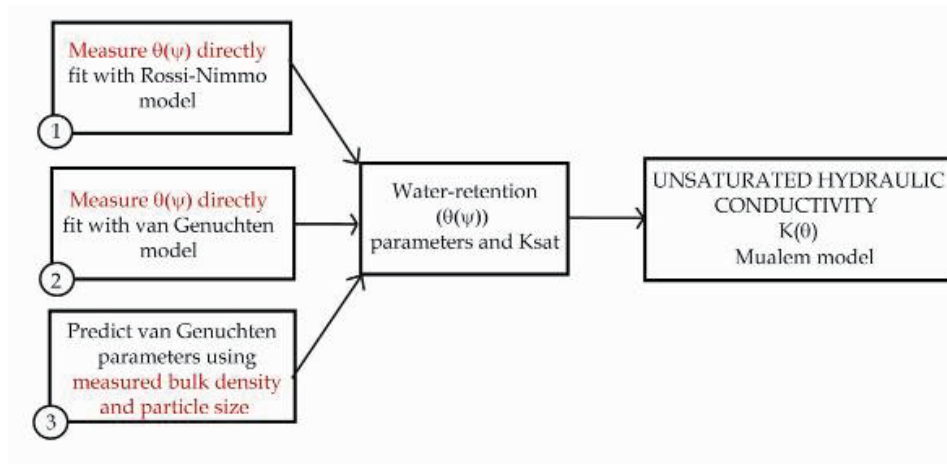 Measure θ(ψ) directly
fit with Rossi-Nimmo
model
1
Measure θ(ψ) directly
fit with van Genuchten
model
2
Predict van Genuchten
parameters using
measured bulk density
and particle size
3
Water-retention
(θ(ψ))
parameters and Ksat
UNSATURATED HYDRAULIC
CONDUCTIVITY
K(θ)
Mualem model